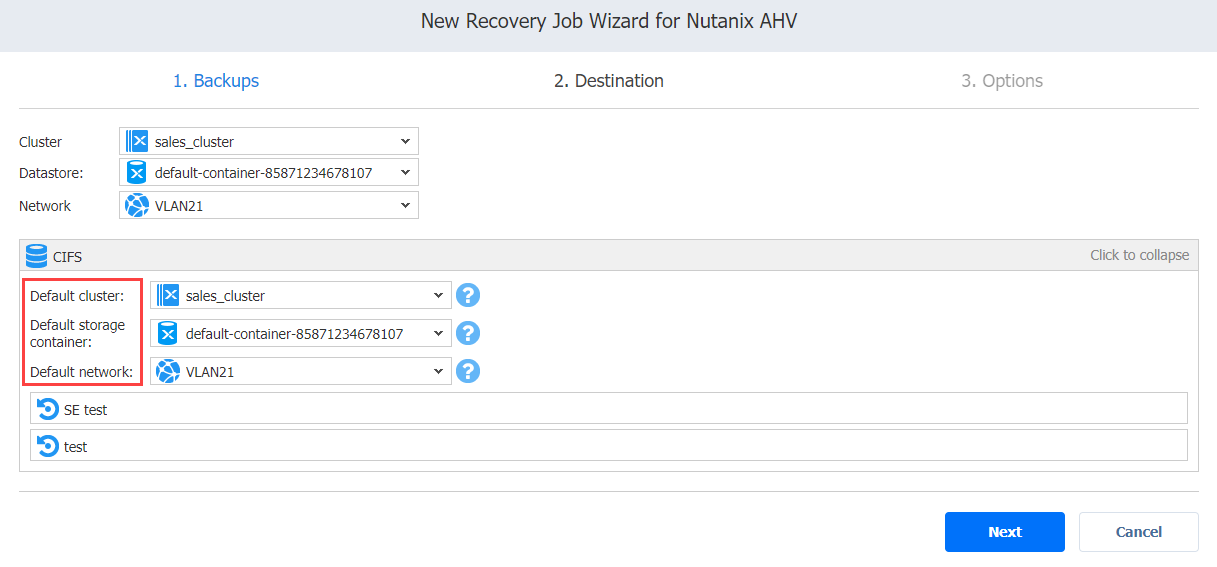 New Recovery Job Wizard for Nutanix AHV
1. Backups
2. Destination
3. Options
Cluster
sales_cluster
Datastore:
default-container-85871234678107
Network
VLAN21
CIFS
Click to collapse
Default cluster:
sales_cluster
?
Default storage
container:
default-container-85871234678107
?
Default network:
VLAN21
?
SE test
test
Next
Cancel